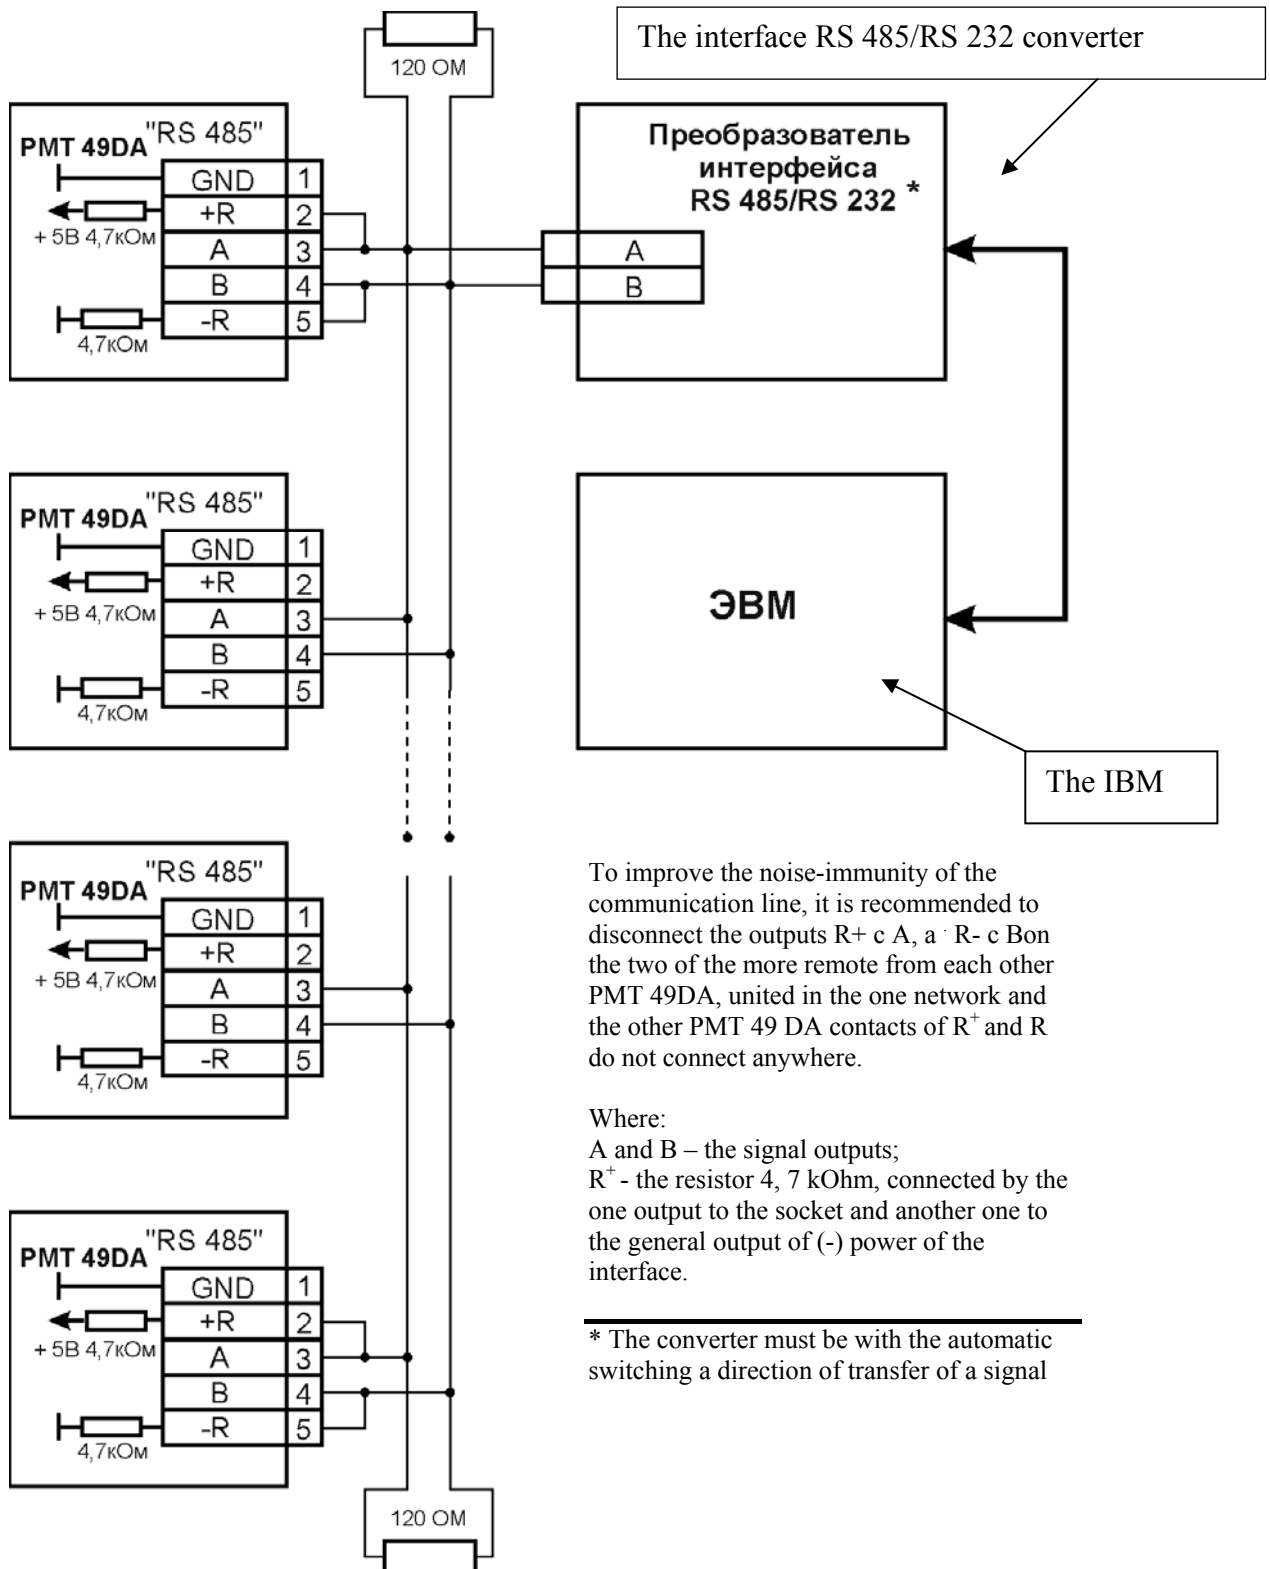 120 ОМ
The interface RS 485/RS 232 converter
PMT 49DA "RS 485"
GND 1
+R 2
+ 5В 4,7кОм
A 3
B 4
-R 5
4,7кОм
Преобразователь
интерфейса
RS 485/RS 232 *
A
B
PMT 49DA "RS 485"
GND 1
+R 2
+ 5В 4,7кОм
A 3
B 4
-R 5
4,7кОм
ЭВМ
The IBM
PMT 49DA "RS 485"
GND 1
+R 2
+ 5В 4,7кОм
A 3
B 4
-R 5
4,7кОм
To improve the noise-immunity of the
communication line, it is recommended to
disconnect the outputs R+ c A, a · R- c Bon
the two of the more remote from each other
PMT 49DA, united in the one network and
the other PMT 49 DA contacts of R+ and R
do not connect anywhere.
Where:
A and B – the signal outputs;
R+ - the resistor 4, 7 kOhm, connected by the
one output to the socket and another one to
the general output of (-) power of the
interface.
PMT 49DA "RS 485"
GND 1
+R 2
+ 5В 4,7кОм
A 3
B 4
-R 5
4,7кОм
* The converter must be with the automatic
switching a direction of transfer of a signal
120 ОМ